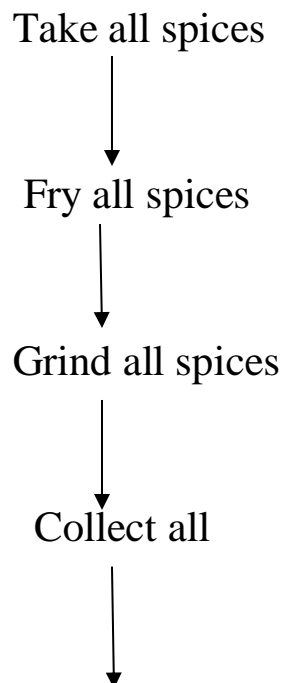 Take all spices
Fry all spices
Grind all spices
Collect all